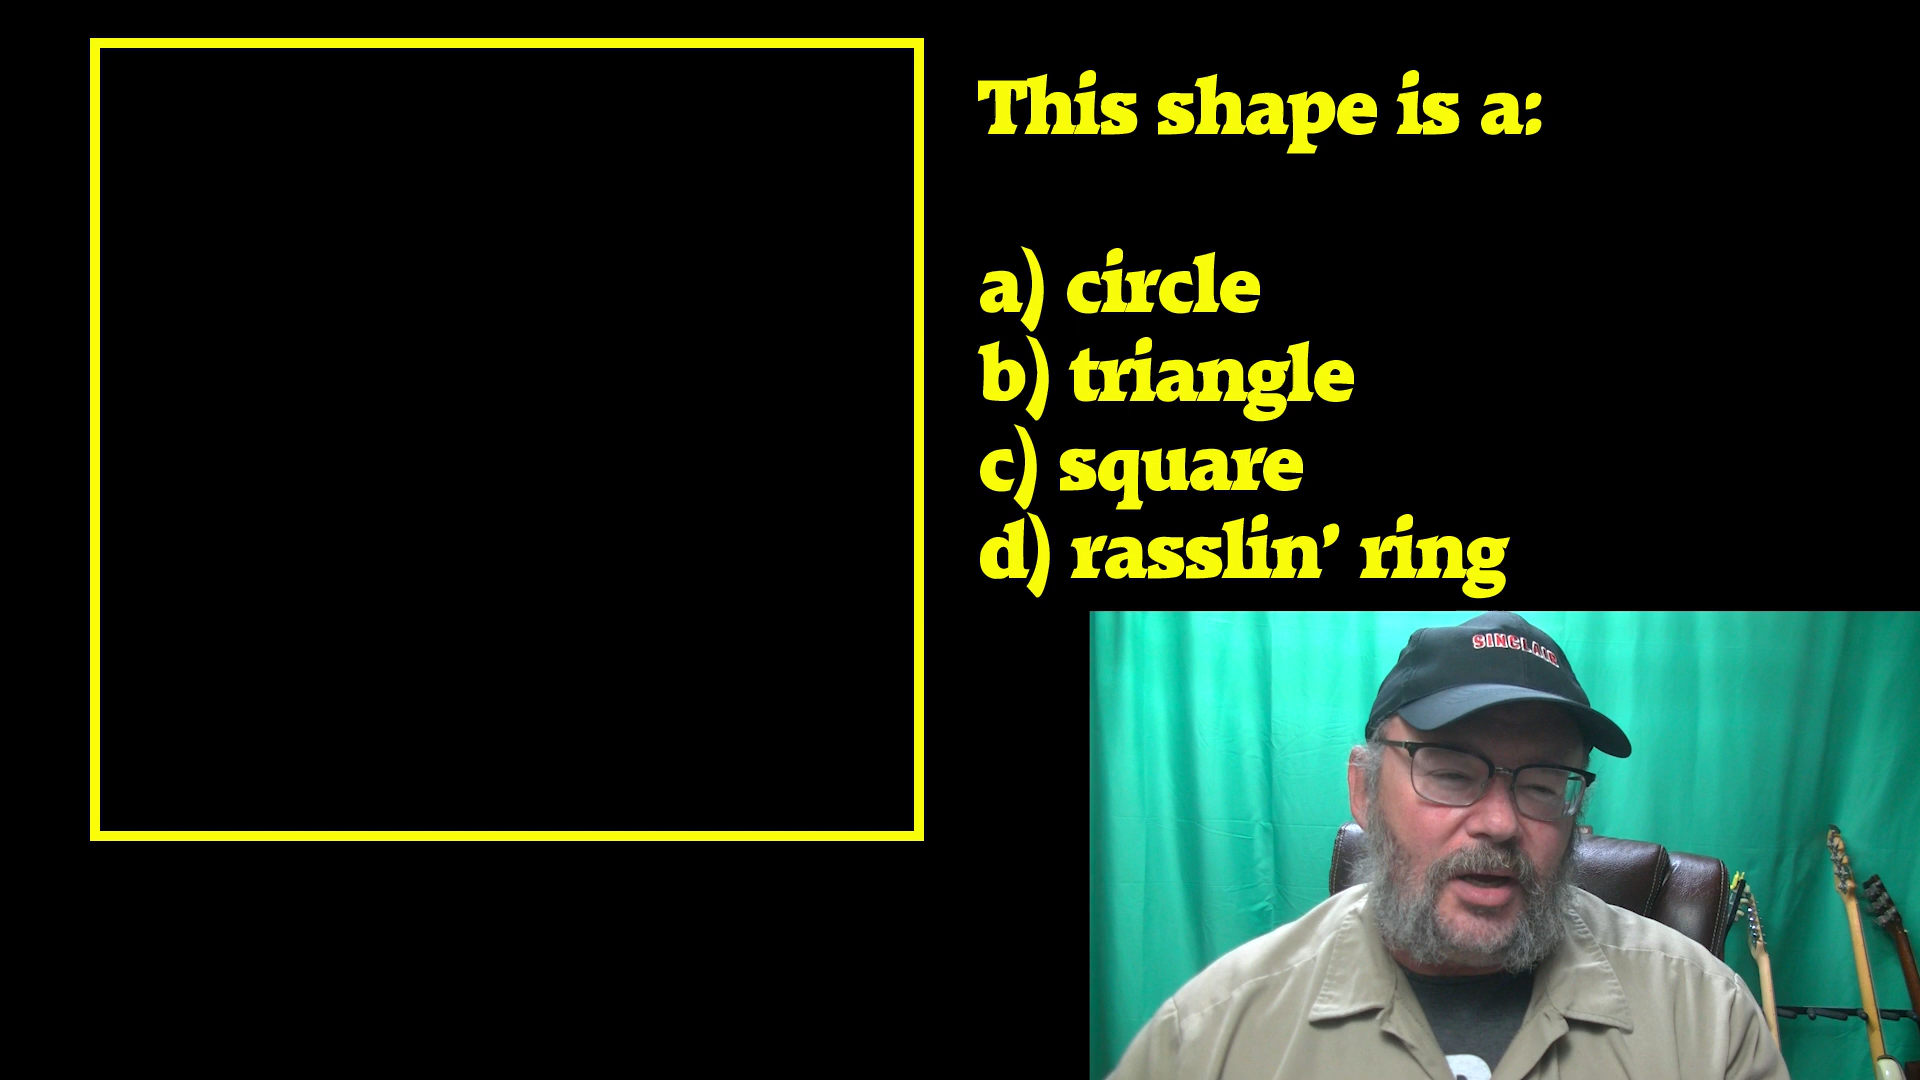 This shape is a:
a) circle
b) triangle
c) square
d) rasslin' ring
SINCLAIR